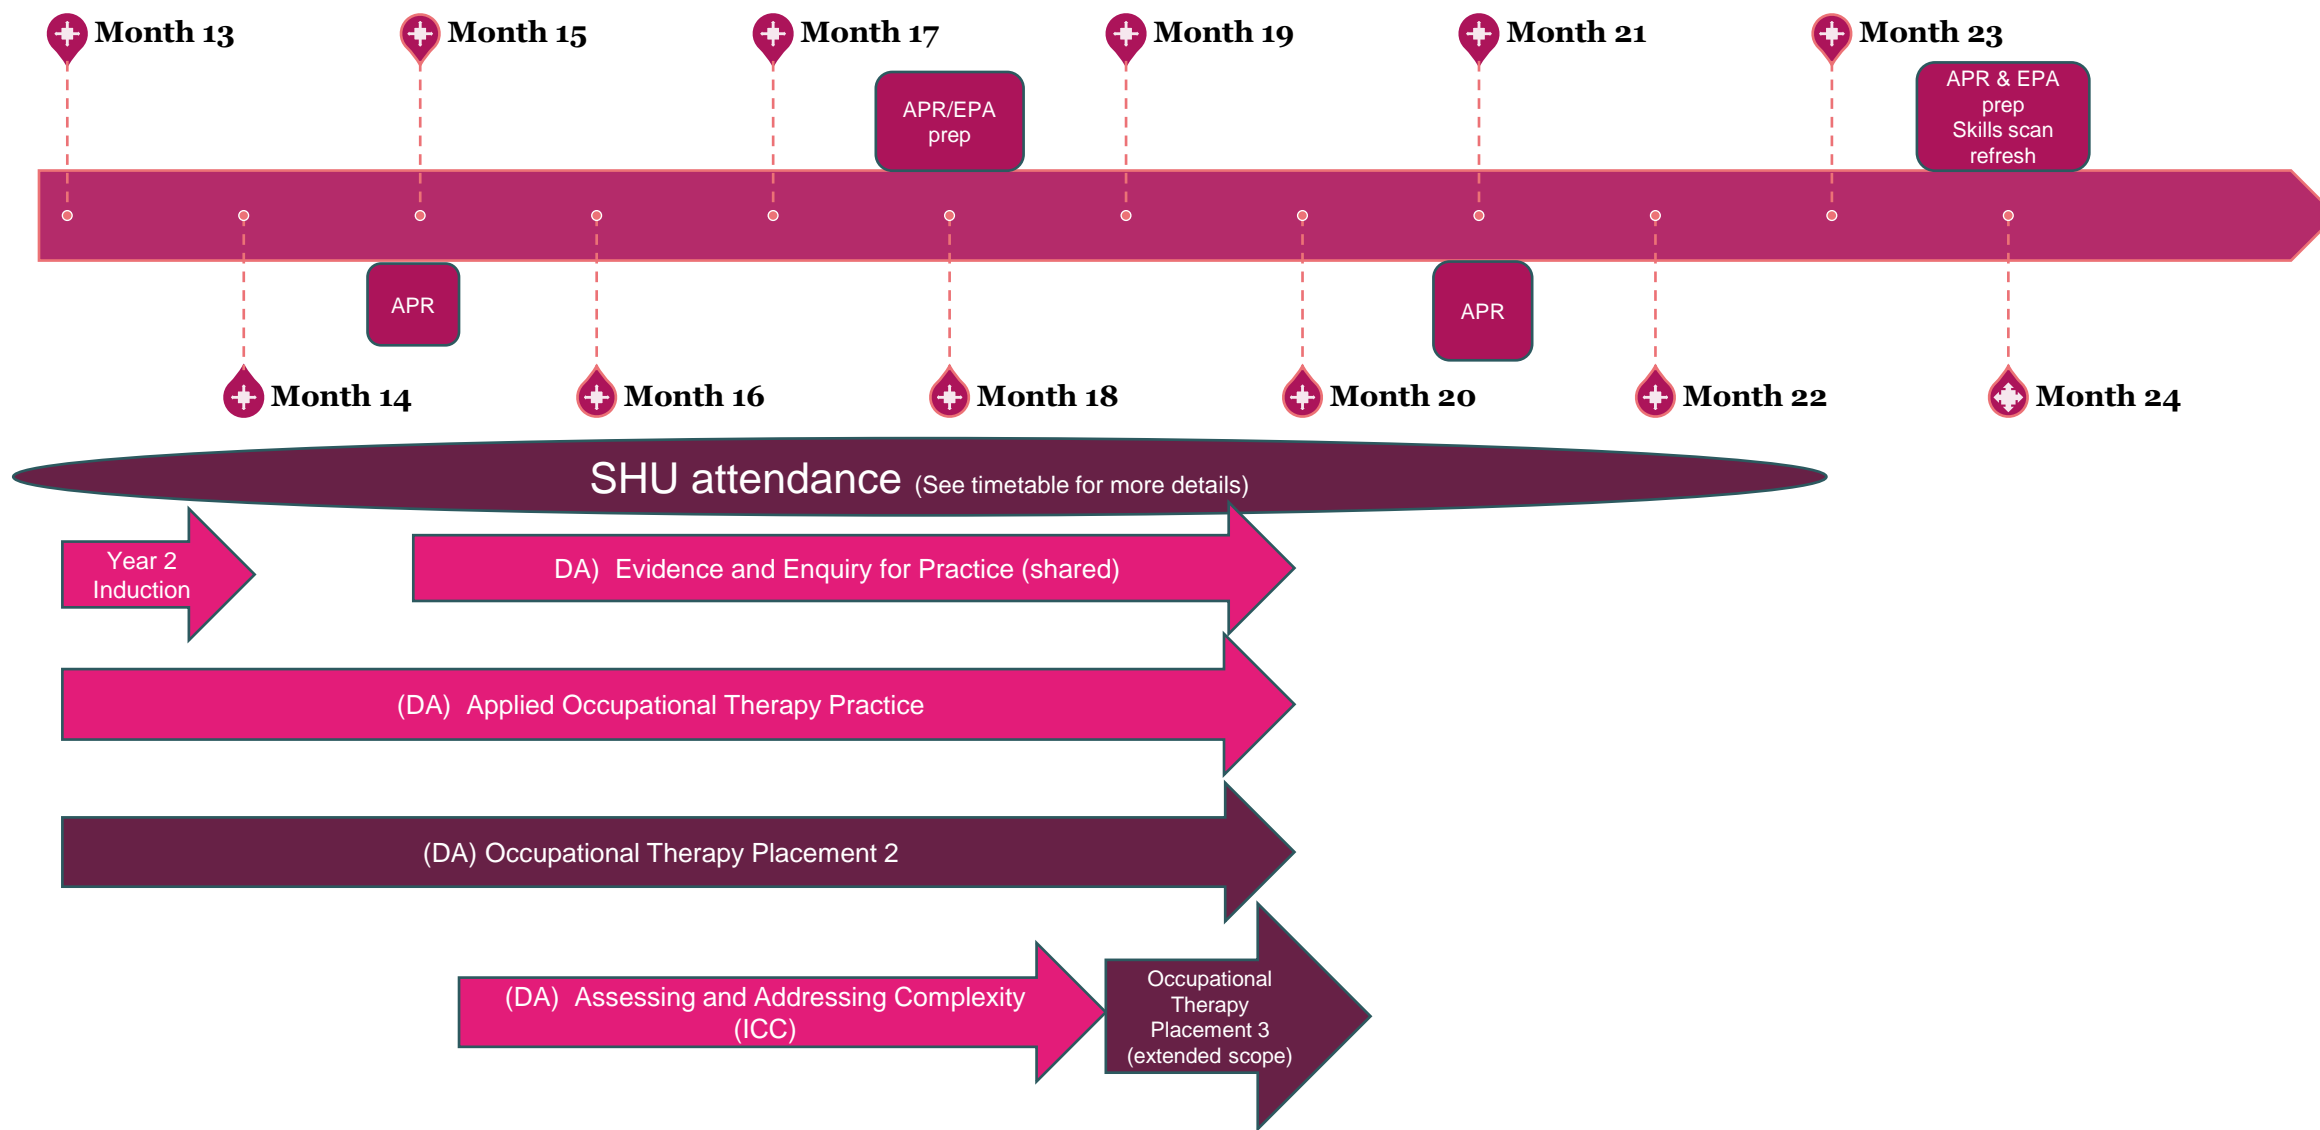 Month 13
Month 15
Month 17
Month 19
Month 21
Month 23
APR/EPA
prep
APR & EPA
prep
Skills scan
refresh
APR
APR
Month 14
Month 16
Month 18
Month 20
Month 22
Month 24
SHU attendance (See timetable for more details)
Year 2
Induction
DA)  Evidence and Enquiry for Practice (shared)
(DA)  Applied Occupational Therapy Practice
(DA) Occupational Therapy Placement 2
(DA)  Assessing and Addressing Complexity
(ICC)
Occupational
Therapy
Placement 3
(extended scope)